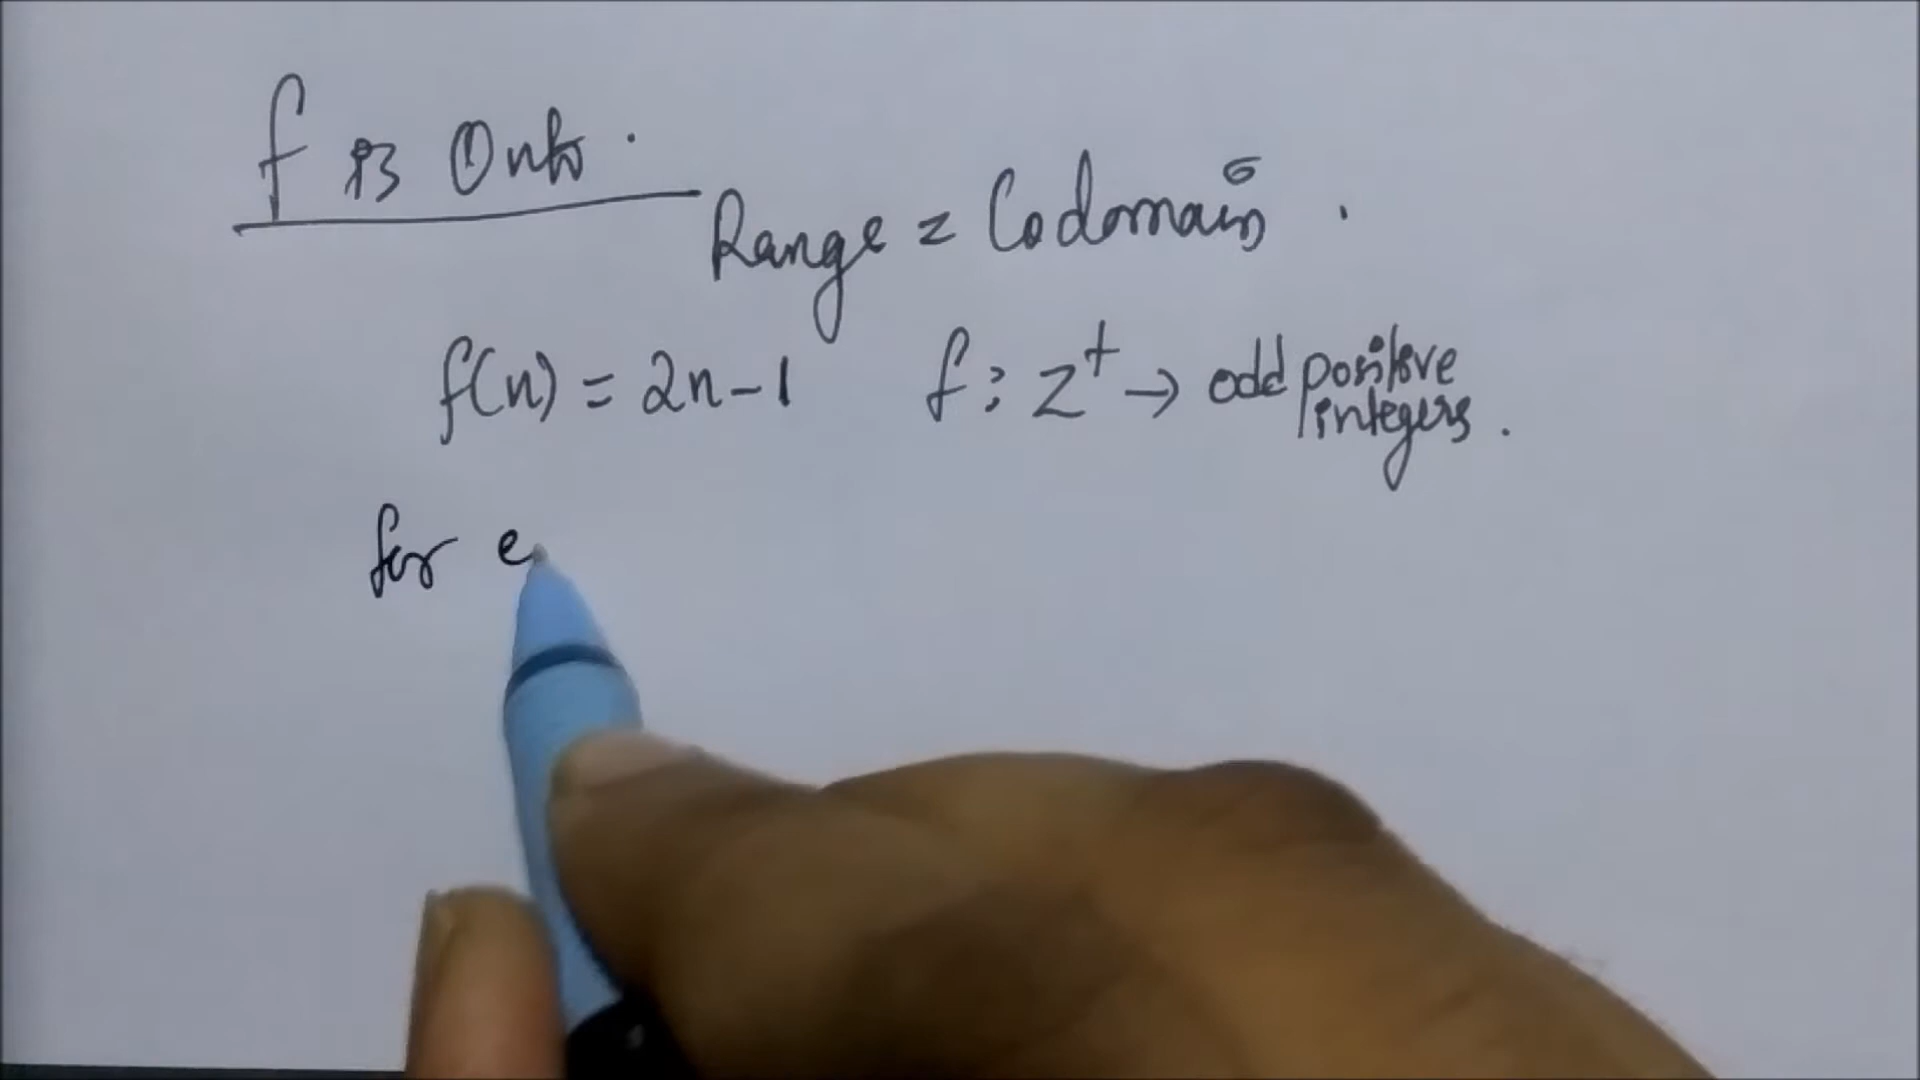 f is Onto.
Range = Codomain.
f(n) = 2n-1 f: Z⁺ → odd positive integers.
for e